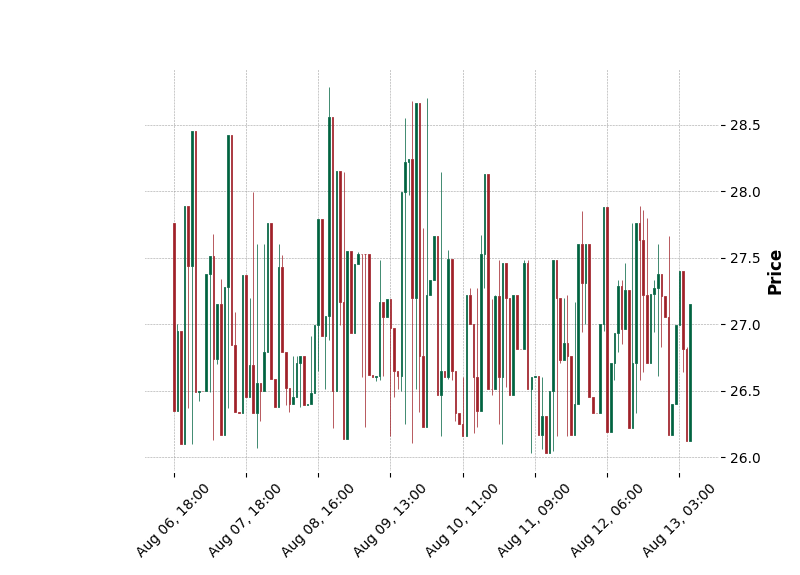 28.5
28.0
27.5
27.0
26.5
26.0
Price
Aug 06, 18:00
Aug 07, 18:00
Aug 08, 16:00
Aug 09, 13:00
Aug 10, 11:00
Aug 11, 09:00
Aug 12, 06:00
Aug 13, 03:00